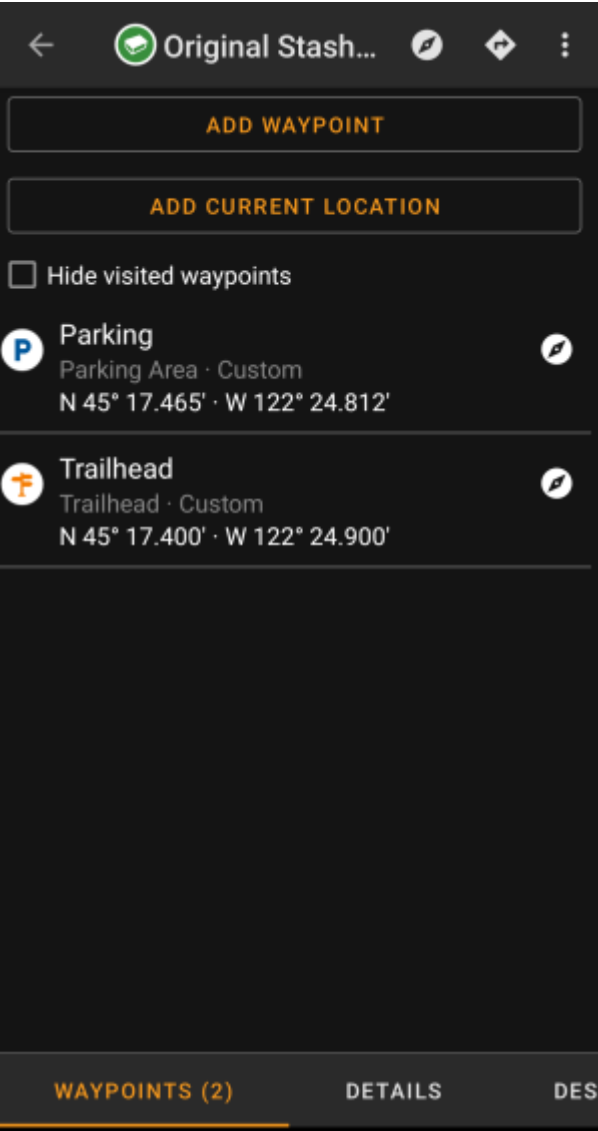 Original Stash...
ADD WAYPOINT
ADD CURRENT LOCATION
Hide visited waypoints
P
Parking
Parking Area · Custom
N 45° 17.465' · W 122° 24.812'
Trailhead
Trailhead · Custom
N 45° 17.400' · W 122° 24.900'
WAYPOINTS (2) DETAILS DES